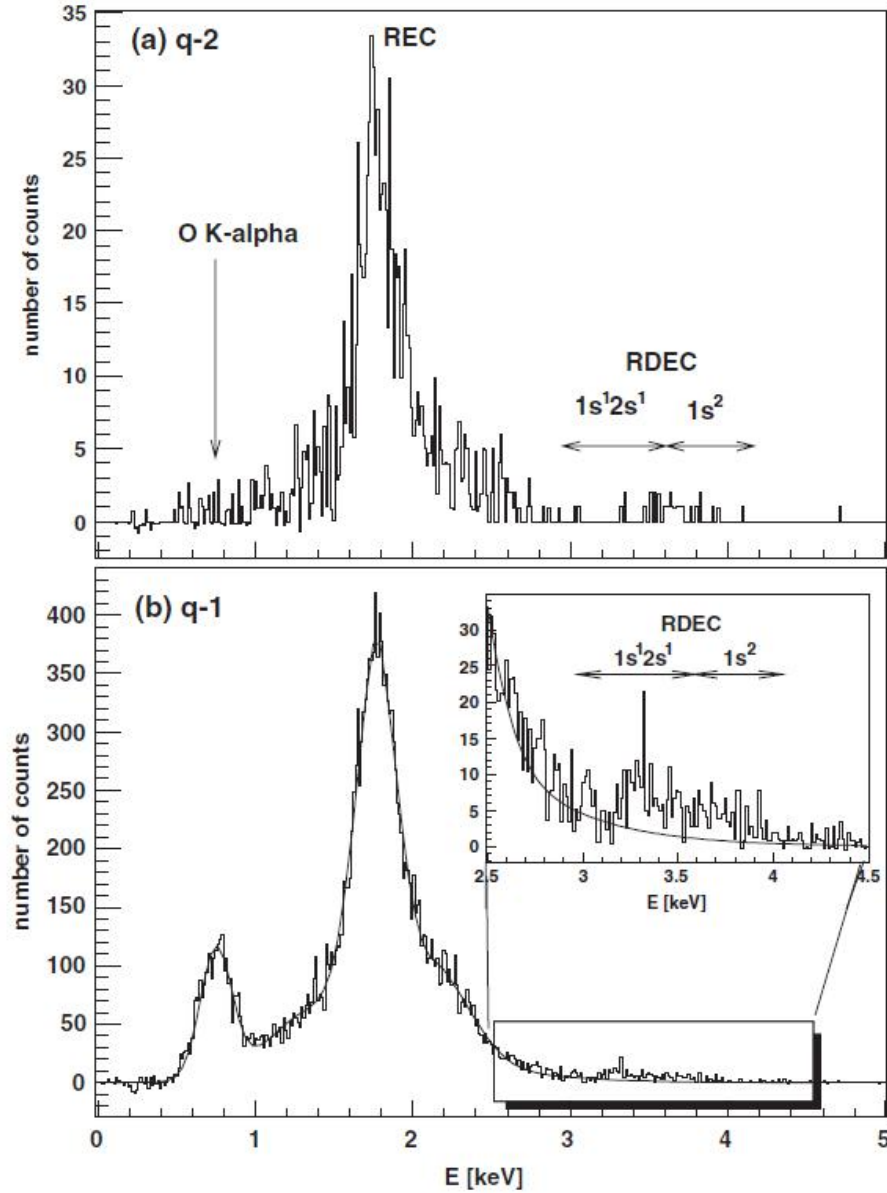 (a) q-2
REC
O K-alpha
RDEC
1s¹2s¹ 1s²
number of counts
35
30
25
20
15
10
5
0
(b) q-1
RDEC
1s¹2s¹ 1s²
30
25
20
15
10
5
0
2.5 3 3.5 4 4.5
E [keV]
number of counts
400
350
300
250
200
150
100
50
0
0 1 2 3 4 5
E [keV]